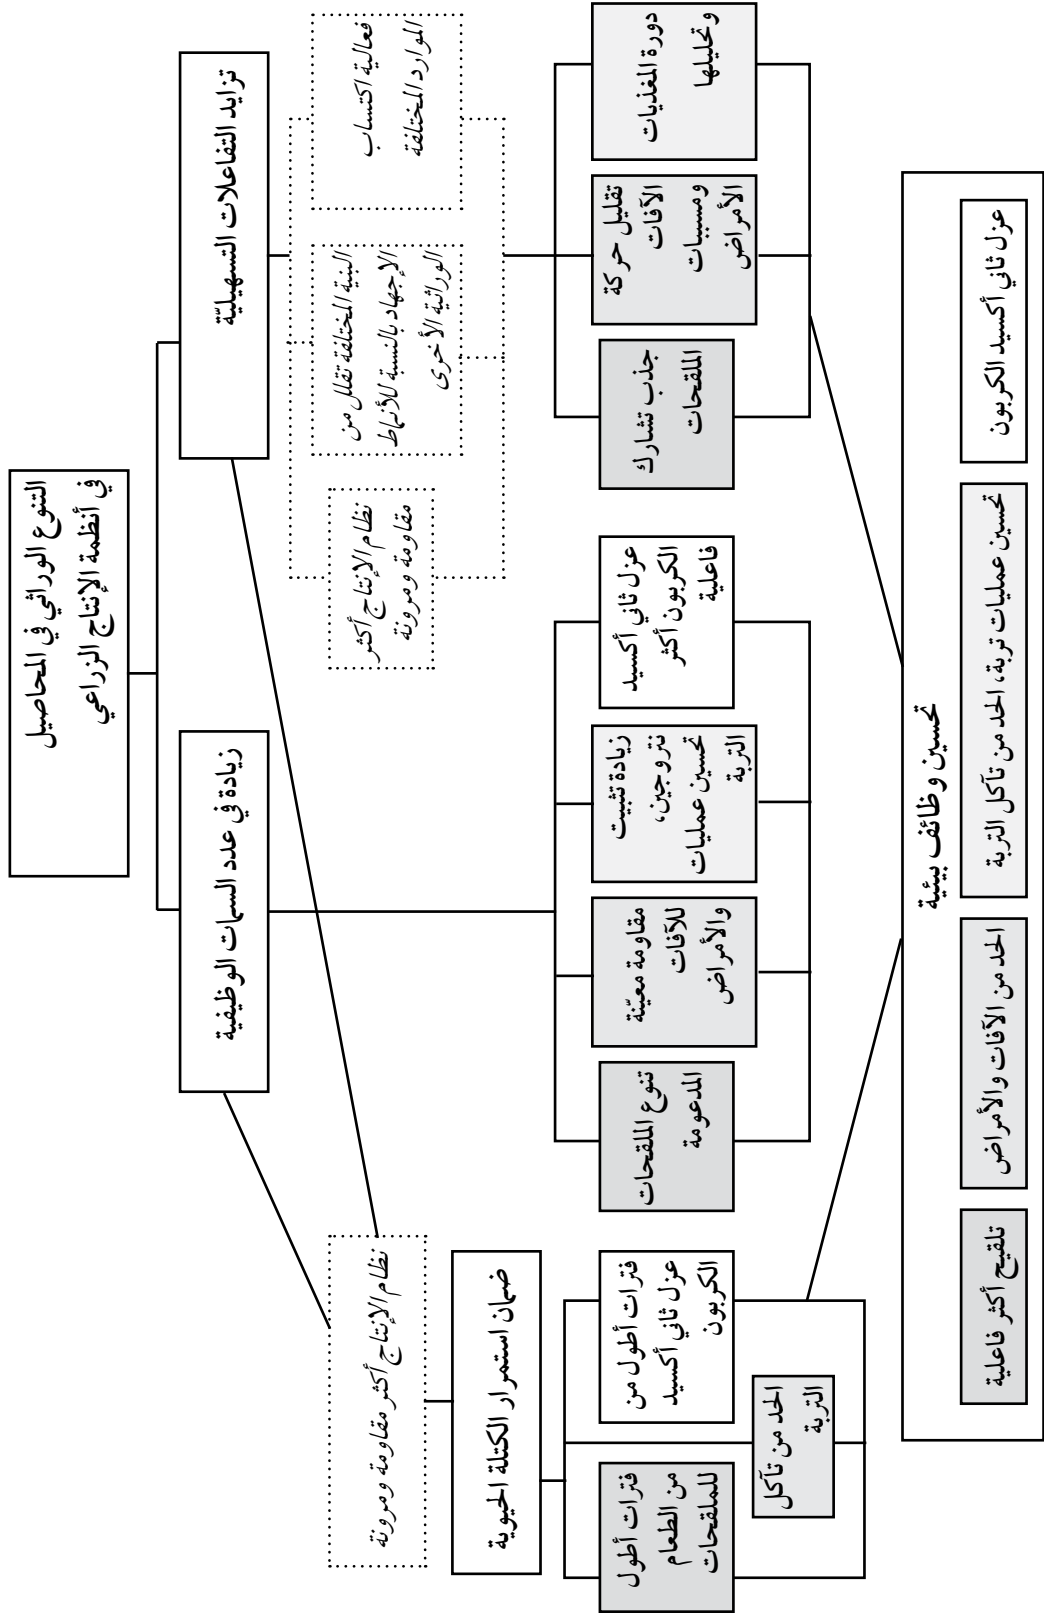 التنوع الوراثي في المحاصيل
في أنظمة الإنتاج الزراعي
تزايد التفاعلات التسهيليّة
زيادة في عدد السمات الوظيفية
فعالية اكتساب
الموارد المختلفة
البنية المختلفة تقلل من
الإجهاد بالنسبة للأنماط
الوراثية الأخرى
نظام الإنتاج أكثر
مقاومة ومرونة
نظام الإنتاج أكثر مقاومة ومرونة
ضمان استمرار الكتلة الحيوية
دورة المغذيات
وتحليلها
تقليل حركة
الآفات
ومسببات
الأمراض
جذب تشارك
الملقحات
عزل ثاني أكسيد
الكربون أكثر
فاعلية
زيادة تثبيت
نتروجين،
تحسين عمليات
التربة
مقاومة معيّنة
للآفات
والأمراض
تنوع الملقحات
المدعومة
فترات أطول من
عزل ثاني أكسيد
الكربون
الحد من تآكل
التربة
فترات أطول
من الطعام
للملقحات
تحسين وظائف بيئية
عزل ثاني أكسيد الكربون
تحسين عمليات تربة، الحد من تآكل التربة
الحد من الآفات والأمراض
تلقيح أكثر فاعلية